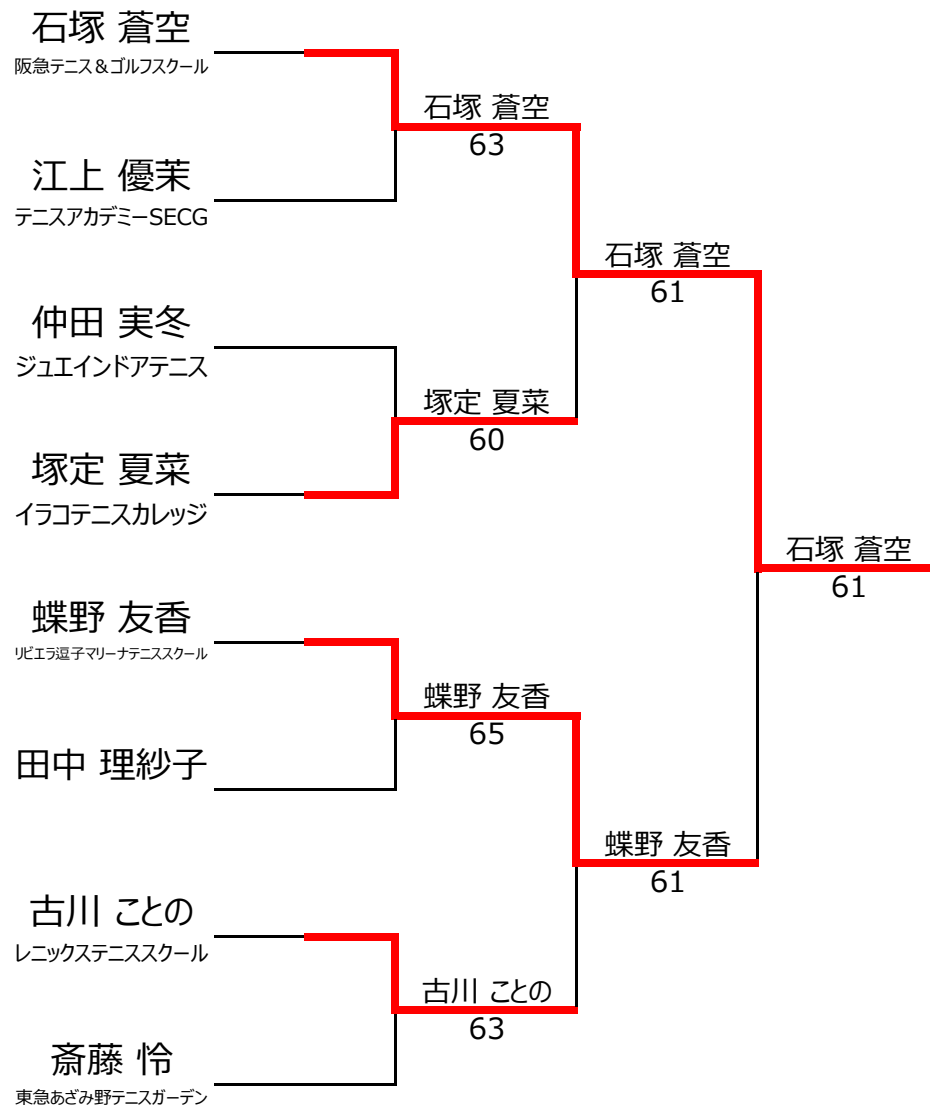 石塚 蒼空
阪急テニス＆ゴルフスクール
江上 優茉
テニスアカデミーSECG
仲田 実冬
ジュエインドアテニス
塚定 夏菜
イラコテニスカレッジ
蝶野 友香
リビエラ逗子マリーナテニススクール
田中 理紗子
古川 ことの
レニックステニススクール
斎藤 怜
東急あざみ野テニスガーデン
石塚 蒼空
63
塚定 夏菜
60
蝶野 友香
65
古川 ことの
63
石塚 蒼空
61
蝶野 友香
61
石塚 蒼空
61